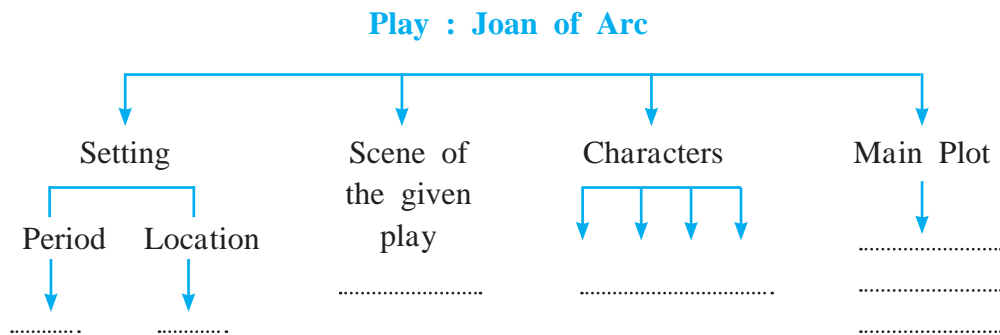 Play : Joan of Arc
Setting
Scene of
the given
play
Characters
Main Plot
Period
Location